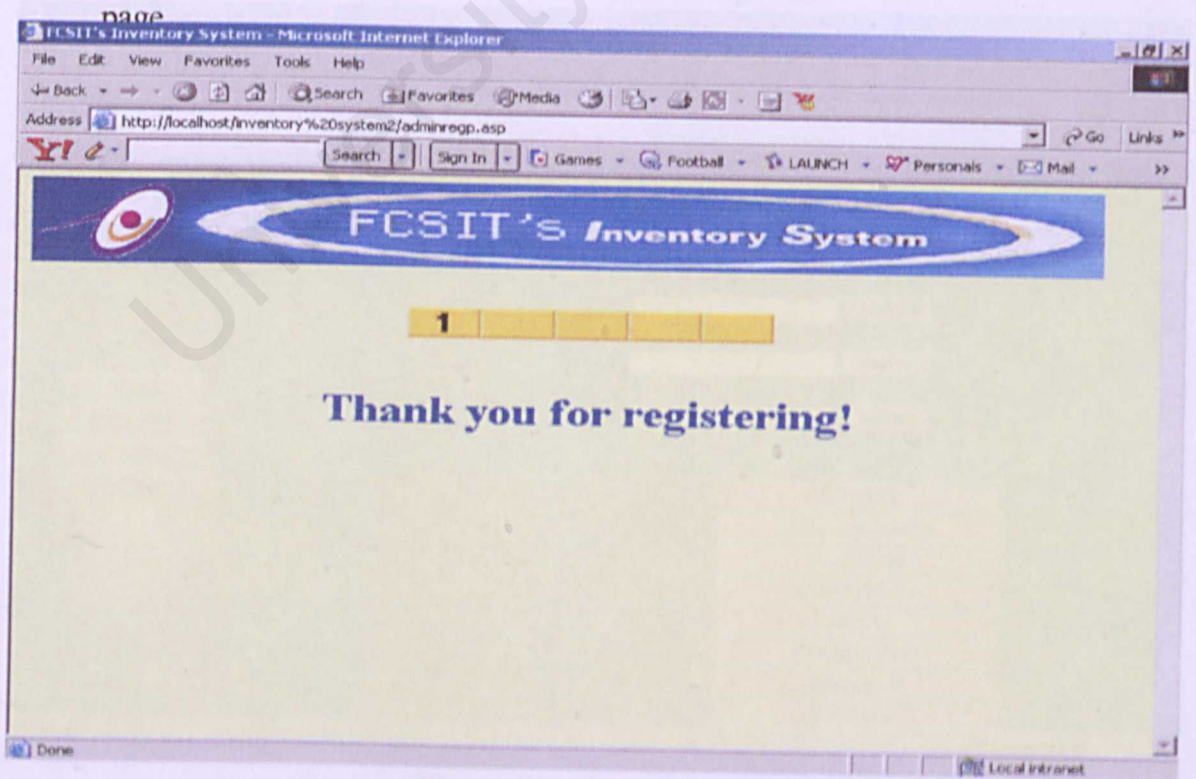 page
FCSIT's Inventory System - Microsoft Internet Explorer
File Edit View Favorites Tools Help
Back Search Favorites Media
Address http://localhost/inventory%20system2/adminregp.asp Go Links »
Y! Search Sign In Games Football LAUNCH Personals Mail »
FCSIT's Inventory System
1
Thank you for registering!
Done Local intranet